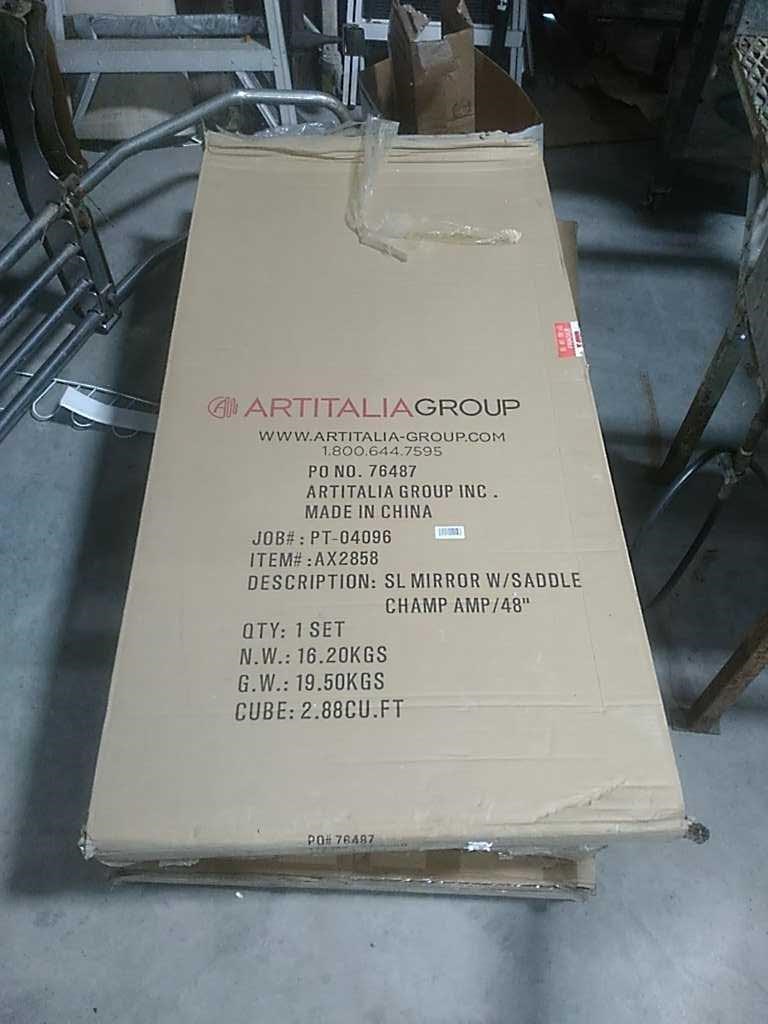 ARTITALIAGROUP
WWW.ARTITALIA-GROUP.COM
1.800.644.7595
PO NO. 76487
ARTITALIA GROUP INC.
MADE IN CHINA
JOB#: PT-04096
ITEM#:AX2858
DESCRIPTION: SL MIRROR W/SADDLE
CHAMP AMP/48"
QTY: 1 SET
N.W.: 16.20KGS
G.W.: 19.50KGS
CUBE: 2.88CU.FT
PO# 76487